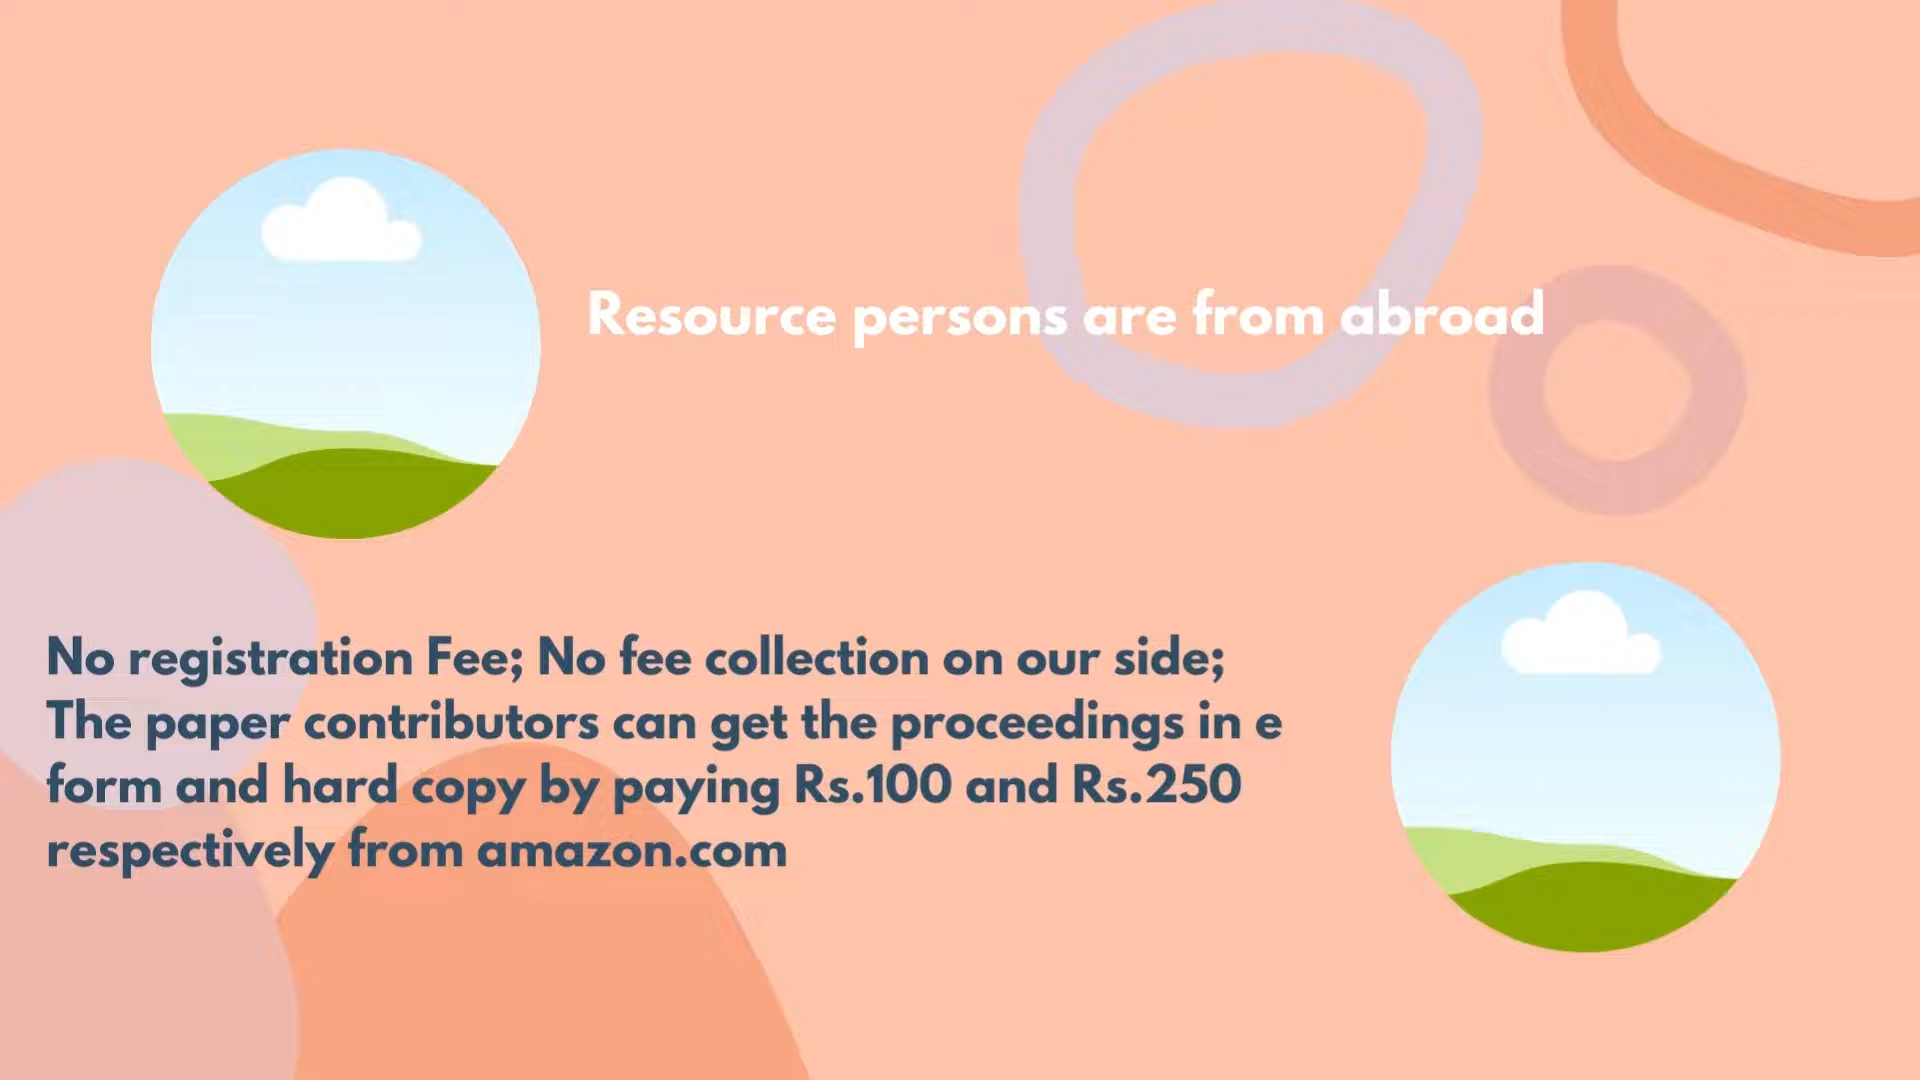 Resource persons are from abroad
No registration Fee; No fee collection on our side;
The paper contributors can get the proceedings in e
form and hard copy by paying Rs.100 and Rs.250
respectively from amazon.com